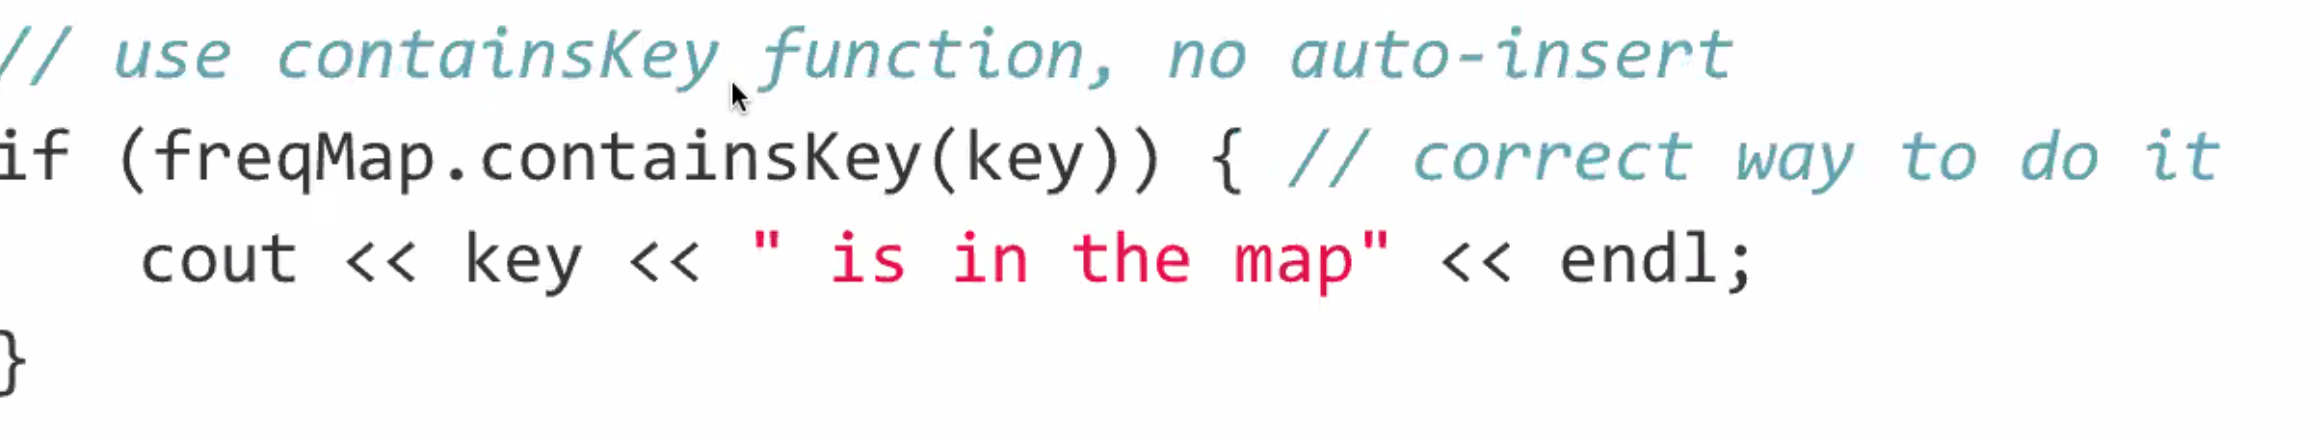 // use containsKey function, no auto-insert
if (freqMap.containsKey(key)) { // correct way to do it
    cout << key << " is in the map" << endl;
}